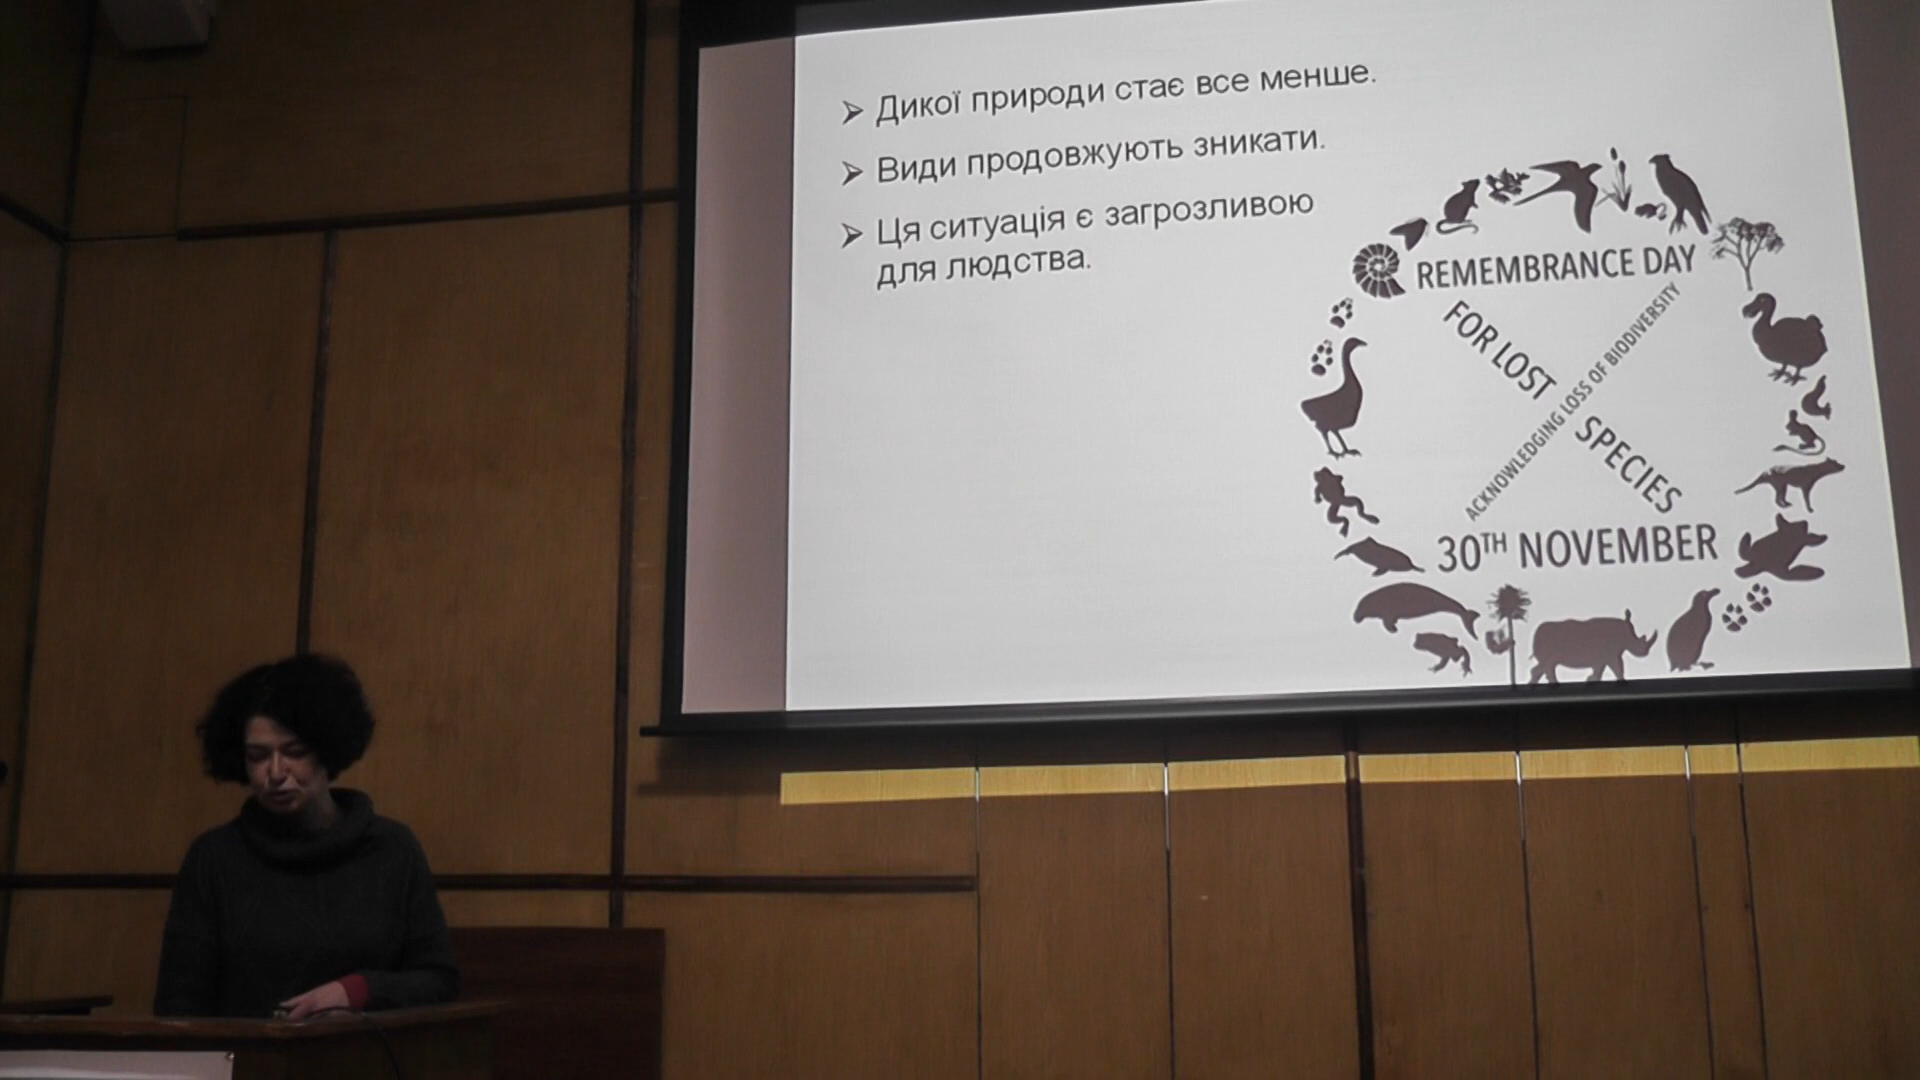 Дикої природи стає все менше.
Види продовжують зникати.
Ця ситуація є загрозливою
для людства.
REMEMBRANCE DAY
FOR LOST SPECIES
ACKNOWLEDGING LOSS OF BIODIVERSITY
30TH NOVEMBER